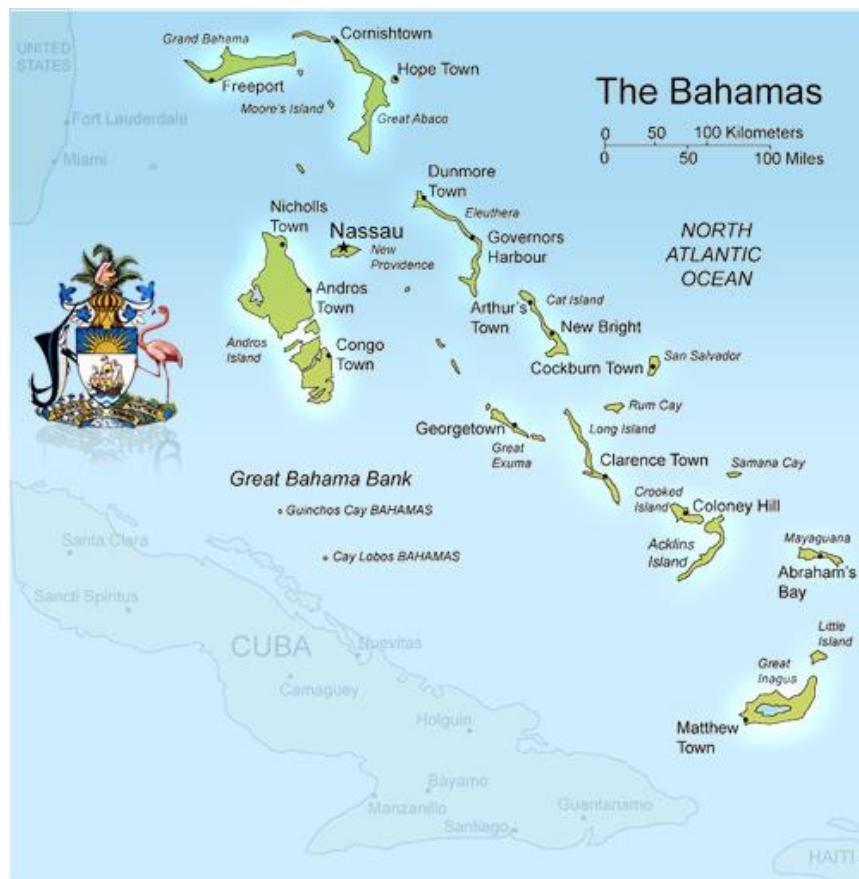 UNITED
STATES
Grand Bahama
Cornishtown
Hope Town
Freeport
Moore's Island
Great Abaco
The Bahamas
0 50 100 Kilometers
0 50 100 Miles
Fort Lauderdale
Miami
Dunmore
Town
Nicholls
Town
Nassau
New
Providence
Eleuthera
Governors
Harbour
NORTH
ATLANTIC
OCEAN
Andros
Town
Arthur's
Town
Cat Island
New Bright
Andros
Island
Congo
Town
Cockburn Town
San Salvador
Rum Cay
Georgetown
Great
Exuma
Long Island
Clarence Town
Samana Cay
Great Bahama Bank
Crooked
Island
Coloney Hill
Guinchos Cay BAHAMAS
Acklins
Island
Mayaguana
Abraham's
Bay
Santa Clara
Cay Lobos BAHAMAS
Sancti Spiritus
Little
Island
CUBA
Nuevitas
Great
Inagua
Camaguey
Holguin
Matthew
Town
Bayamo
Manzanillo
Guantanamo
Santiago
HAITI